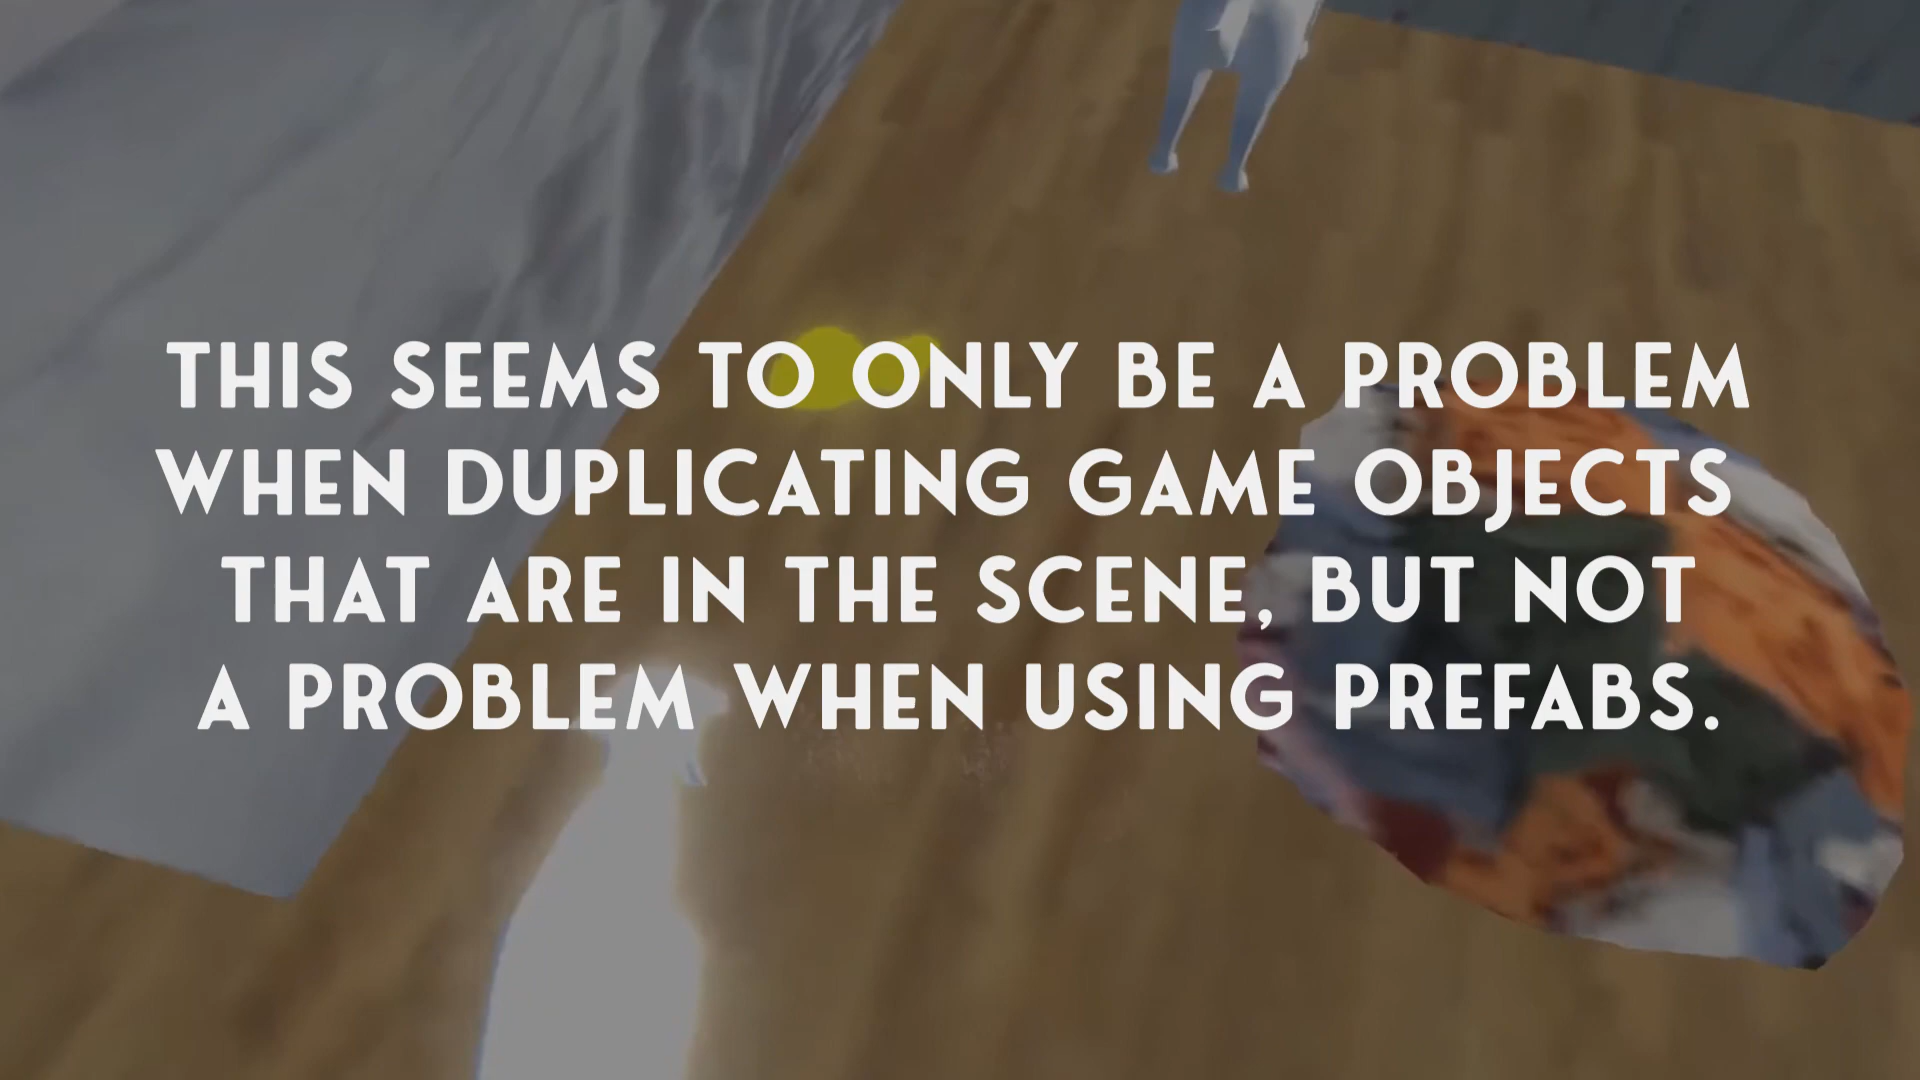 THIS SEEMS TO ONLY BE A PROBLEM
WHEN DUPLICATING GAME OBJECTS
THAT ARE IN THE SCENE, BUT NOT
A PROBLEM WHEN USING PREFABS.